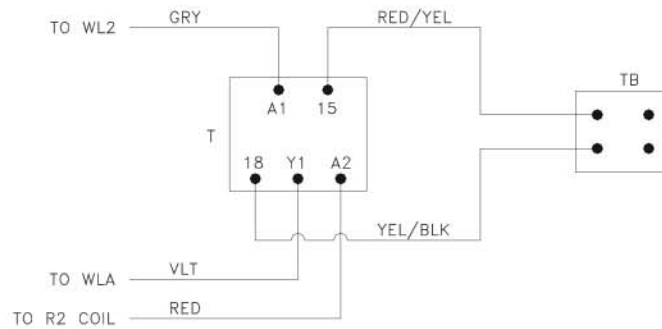 TO WL2 GRY RED/YEL
TB
A1 15
T
18 Y1 A2
YEL/BLK
TO WLA VLT
TO R2 COIL RED